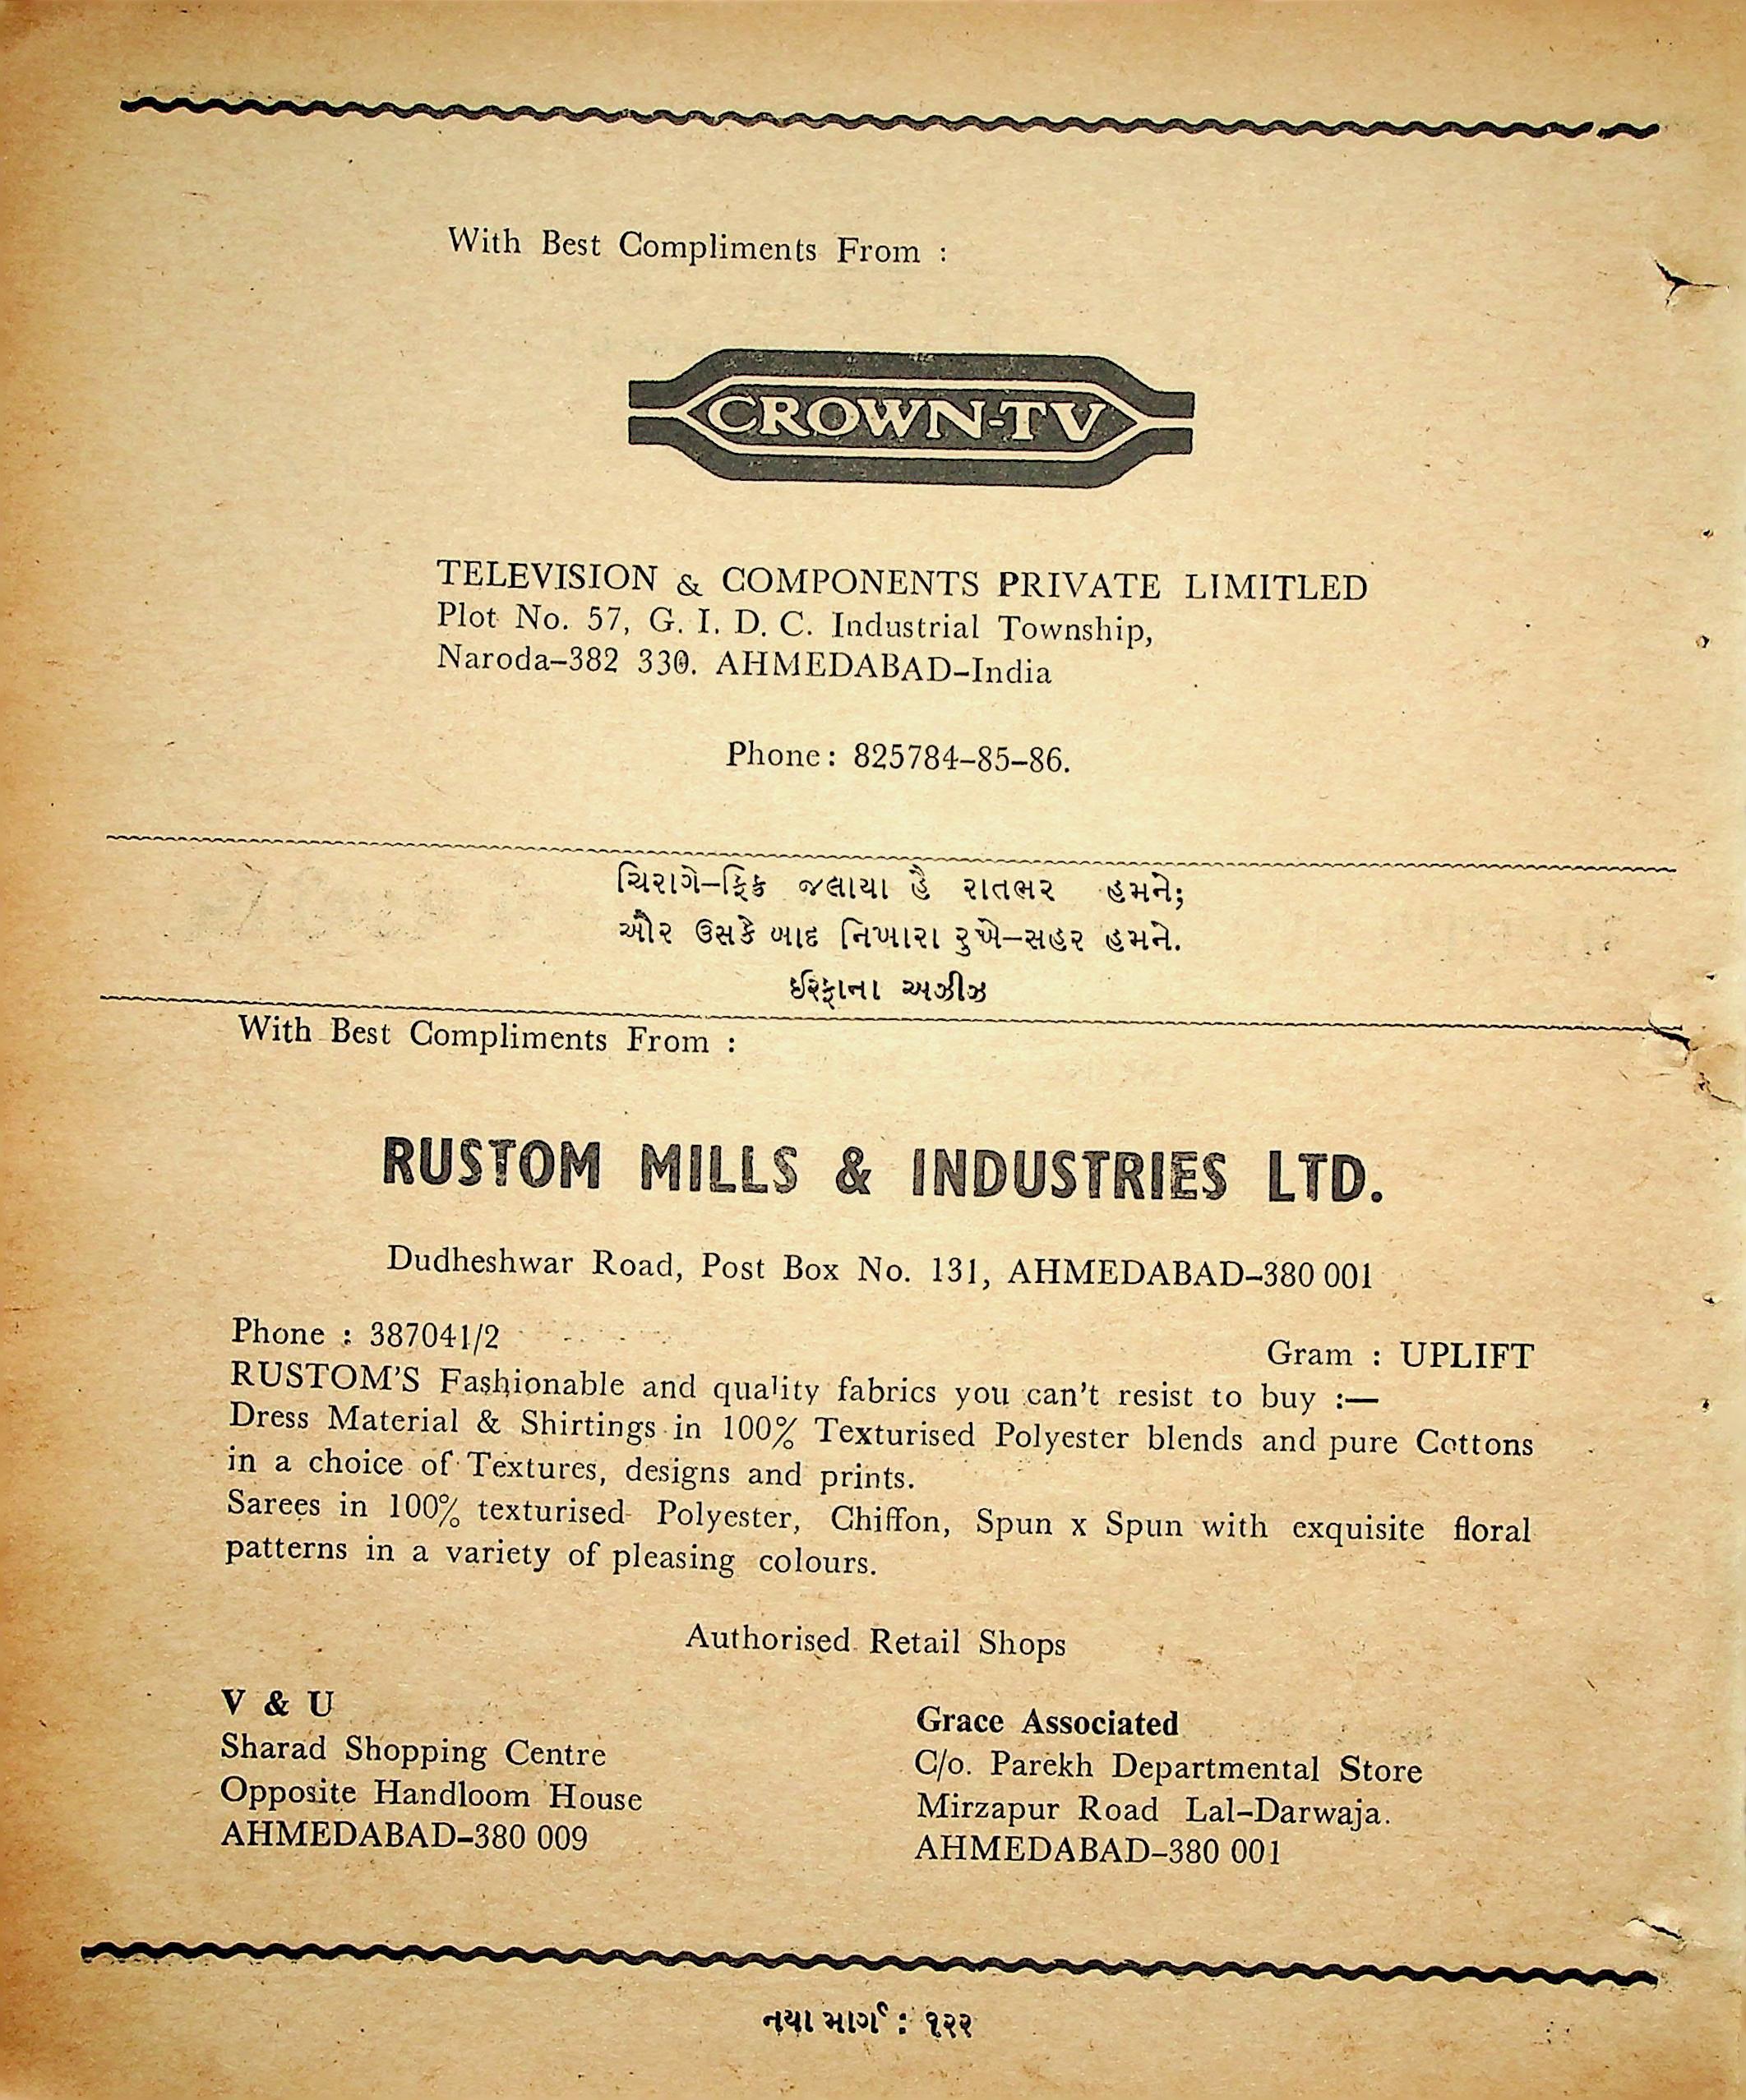 With Best Compliments From :
CROWN-TV
TELEVISION & COMPONENTS PRIVATE LIMITLED
Plot No. 57, G. I. D. C. Industrial Township,
Naroda–382 330. AHMEDABAD–India
Phone: 825784–85–86.
ચિરાગે–ફિક્ર જલાયા હૈ રાતભર હમને;
ઔર ઉસકે બાદ નિખારા રુખે–સહર હમને.
ઈરફાના અઝીઝ
With Best Compliments From :
RUSTOM MILLS & INDUSTRIES LTD.
Dudheshwar Road, Post Box No. 131, AHMEDABAD–380 001
Phone : 387041/2 Gram : UPLIFT
RUSTOM'S Fashionable and quality fabrics you can't resist to buy :—
Dress Material & Shirtings in 100% Texturised Polyester blends and pure Cottons
in a choice of Textures, designs and prints.
Sarees in 100% texturised Polyester, Chiffon, Spun x Spun with exquisite floral
patterns in a variety of pleasing colours.
Authorised Retail Shops
V & U
Sharad Shopping Centre
Opposite Handloom House
AHMEDABAD–380 009
Grace Associated
C/o. Parekh Departmental Store
Mirzapur Road Lal–Darwaja.
AHMEDABAD–380 001
નયા માર્ગ : ૧૨૨